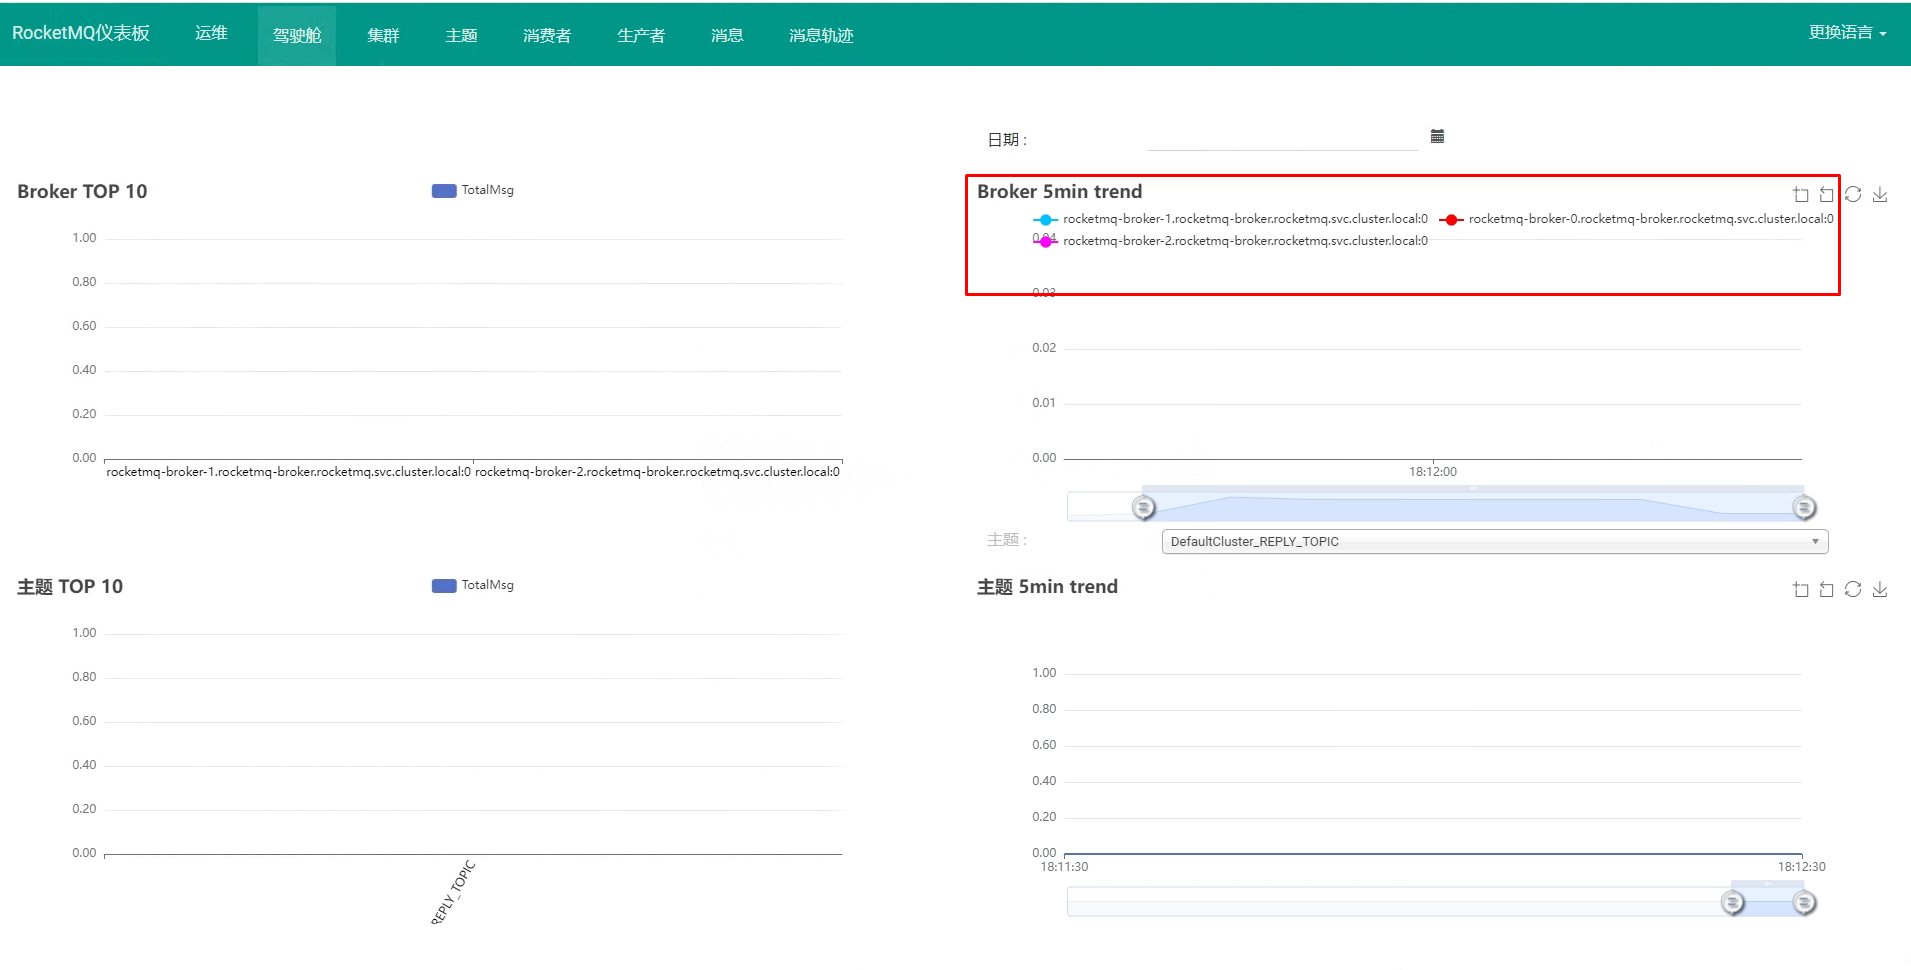 RocketMQ仪表板 运维 驾驶舱 集群 主题 消费者 生产者 消息 消息轨迹 更换语言
日期 :
Broker TOP 10
TotalMsg
1.00
0.80
0.60
0.40
0.20
0.00
rocketmq-broker-1.rocketmq-broker.rocketmq.svc.cluster.local:0 rocketmq-broker-2.rocketmq-broker.rocketmq.svc.cluster.local:0
Broker 5min trend
rocketmq-broker-1.rocketmq-broker.rocketmq.svc.cluster.local:0 rocketmq-broker-0.rocketmq-broker.rocketmq.svc.cluster.local:0
rocketmq-broker-2.rocketmq-broker.rocketmq.svc.cluster.local:0
0.04
0.03
0.02
0.01
0.00
18:12:00
主题 :
DefaultCluster_REPLY_TOPIC
主题 TOP 10
TotalMsg
1.00
0.80
0.60
0.40
0.20
0.00
REPLY_TOPIC
主题 5min trend
1.00
0.80
0.60
0.40
0.20
0.00
18:11:30 18:12:30